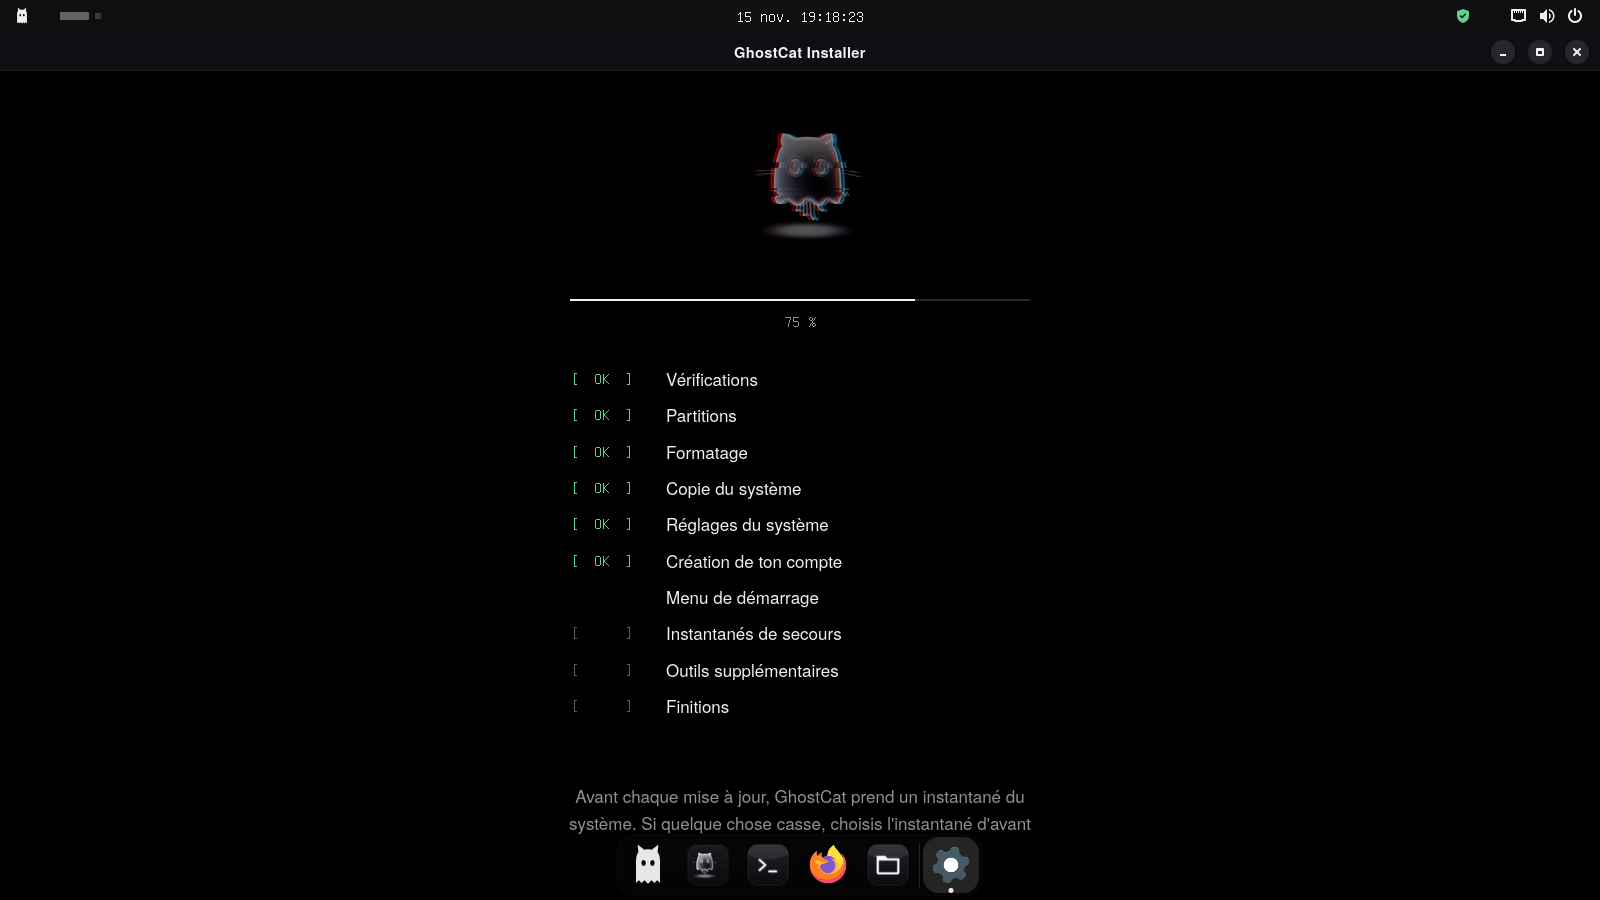 15 nov. 19:18:23
GhostCat Installer
75 %
[ OK ] Vérifications
[ OK ] Partitions
[ OK ] Formatage
[ OK ] Copie du système
[ OK ] Réglages du système
[ OK ] Création de ton compte
Menu de démarrage
[ ] Instantanés de secours
[ ] Outils supplémentaires
[ ] Finitions
Avant chaque mise à jour, GhostCat prend un instantané du
système. Si quelque chose casse, choisis l'instantané d'avant